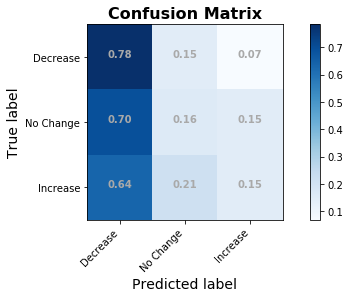 Confusion Matrix
True label
Decrease 0.78 0.15 0.07
No Change 0.70 0.16 0.15
Increase 0.64 0.21 0.15
Decrease No Change Increase
Predicted label
0.7
0.6
0.5
0.4
0.3
0.2
0.1